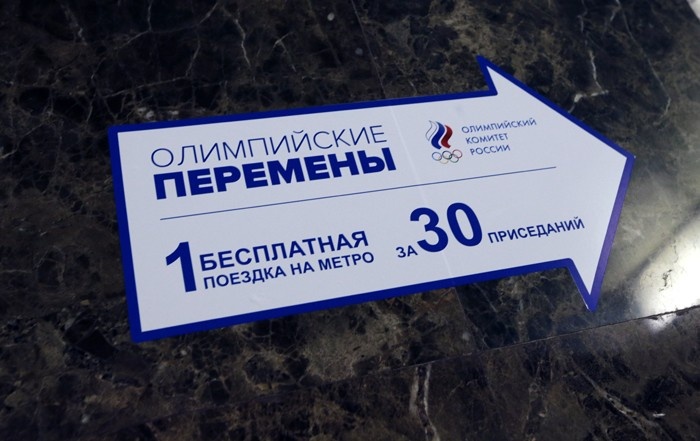 ОЛИМПИЙСКИЕ
ПЕРЕМЕНЫ
ОЛИМПИЙСКИЙ
КОМИТЕТ
РОССИИ
1 БЕСПЛАТНАЯ
ПОЕЗДКА НА МЕТРО
ЗА 30 ПРИСЕДАНИЙ